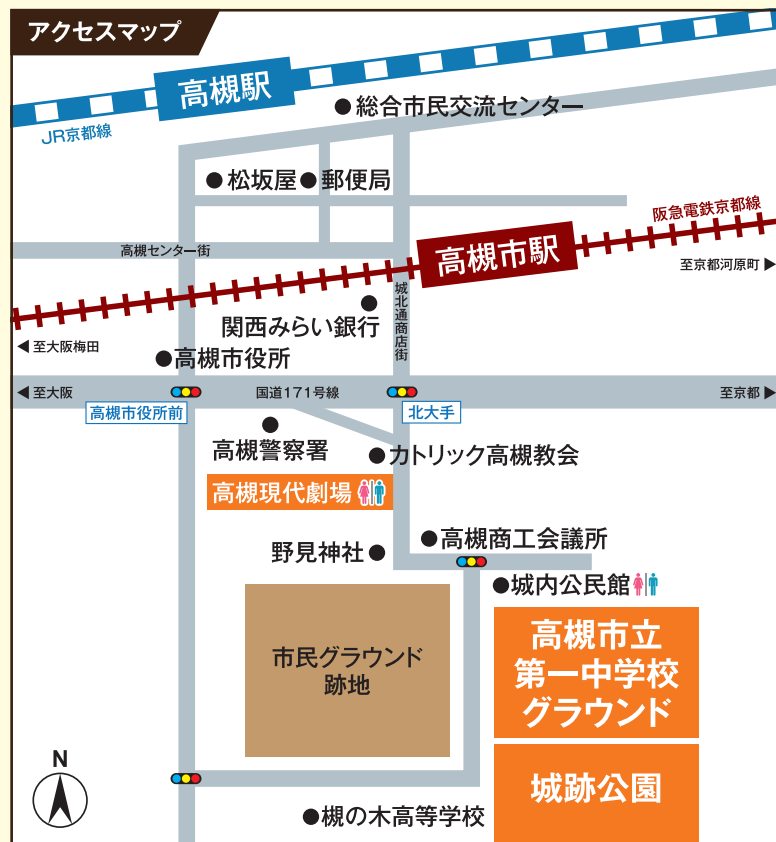 アクセスマップ
高槻駅
JR京都線
総合市民交流センター
松坂屋
郵便局
阪急電鉄京都線
高槻センター街
高槻市駅
至京都河原町
城北通商店街
関西みらい銀行
至大阪梅田
高槻市役所
至大阪
国道171号線
至京都
高槻市役所前
北大手
高槻警察署
カトリック高槻教会
高槻現代劇場
高槻商工会議所
野見神社
城内公民館
市民グラウンド
跡地
高槻市立
第一中学校
グラウンド
N
城跡公園
槻の木高等学校